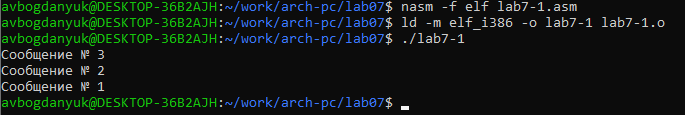 avbogdanyuk@DESKTOP-36B2AJH:~/work/arch-pc/lab07$ nasm -f elf lab7-1.asm
avbogdanyuk@DESKTOP-36B2AJH:~/work/arch-pc/lab07$ ld -m elf_i386 -o lab7-1 lab7-1.o
avbogdanyuk@DESKTOP-36B2AJH:~/work/arch-pc/lab07$ ./lab7-1
Сообщение № 3
Сообщение № 2
Сообщение № 1
avbogdanyuk@DESKTOP-36B2AJH:~/work/arch-pc/lab07$